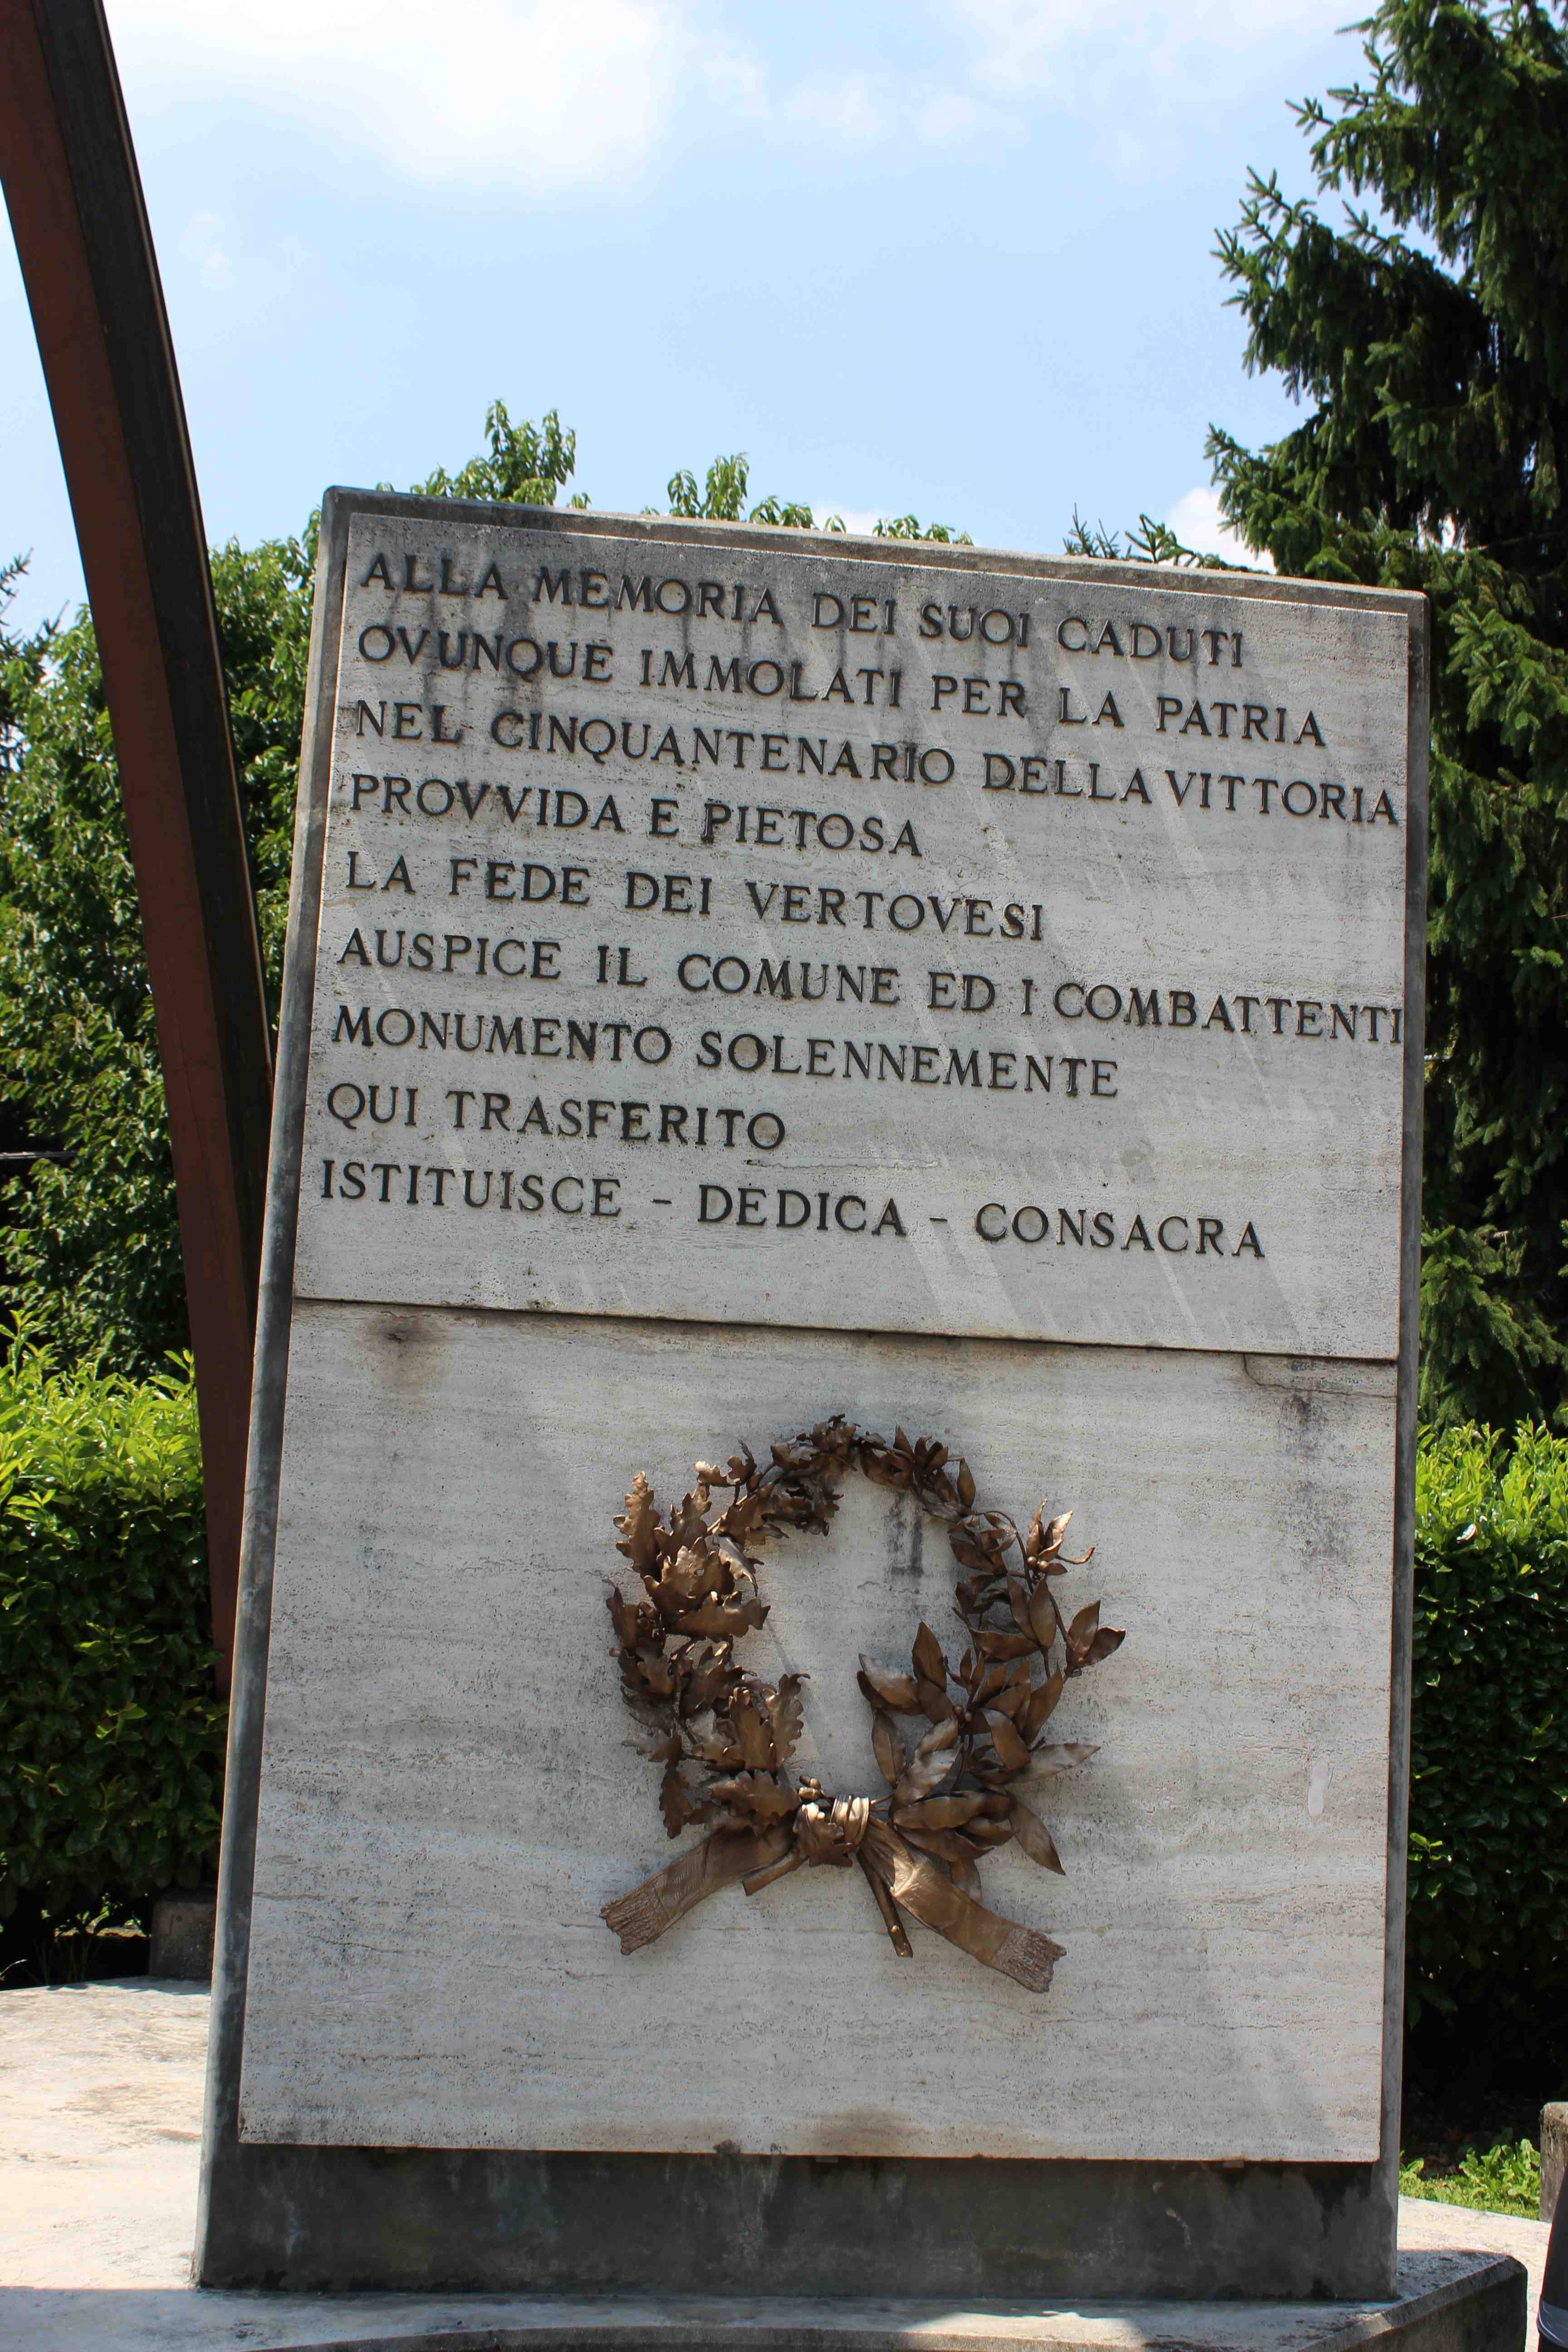 ALLA MEMORIA DEI SUOI CADUTI
OVUNQUE IMMOLATI PER LA PATRIA
NEL CINQUANTENARIO DELLA VITTORIA
PROVVIDA E PIETOSA
LA FEDE DEI VERTOVESI
AUSPICE IL COMUNE ED I COMBATTENTI
MONUMENTO SOLENNEMENTE
QUI TRASFERITO
ISTITUISCE - DEDICA - CONSACRA